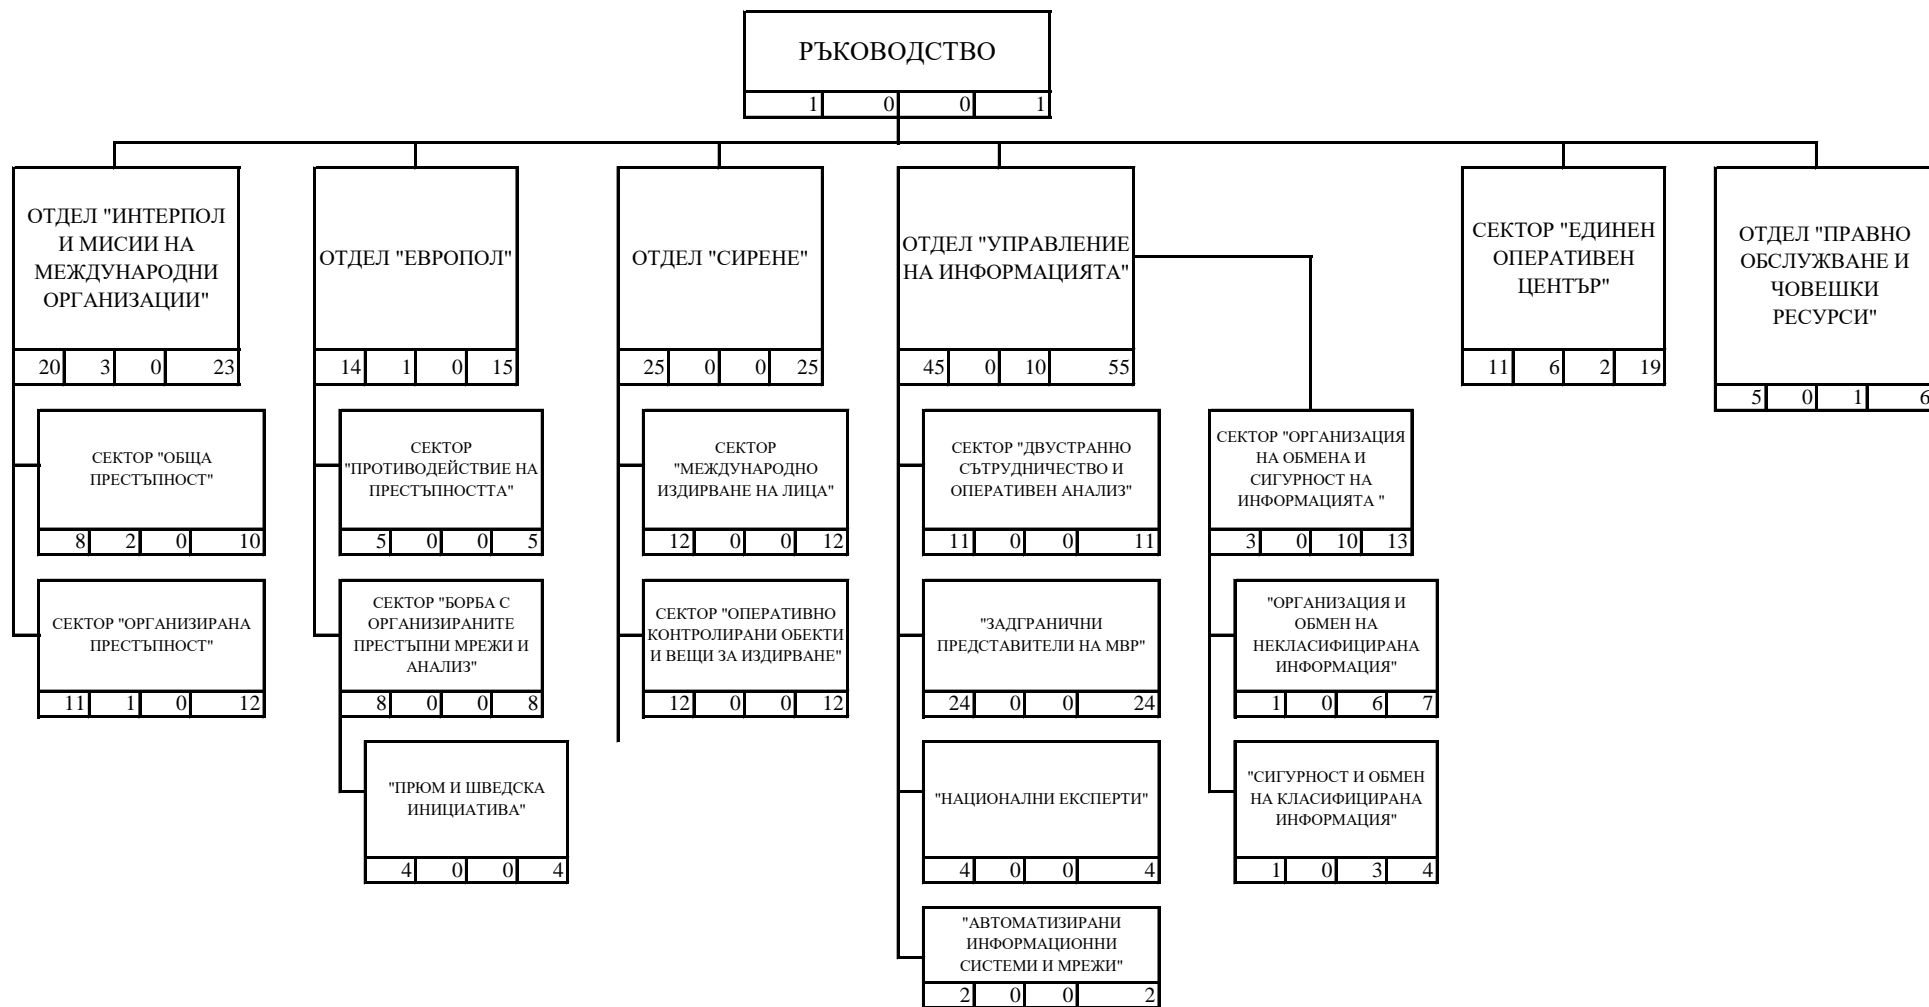 РЪКОВОДСТВО
1 0 0 1
ОТДЕЛ "ИНТЕРПОЛ
И МИСИИ НА
МЕЖДУНАРОДНИ
ОРГАНИЗАЦИИ"
20 3 0 23
ОТДЕЛ "ЕВРОПОЛ"
14 1 0 15
ОТДЕЛ "СИРЕНЕ"
25 0 0 25
ОТДЕЛ "УПРАВЛЕНИЕ
НА ИНФОРМАЦИЯТА"
45 0 10 55
СЕКТОР "ЕДИНЕН
ОПЕРАТИВЕН
ЦЕНТЪР"
11 6 2 19
ОТДЕЛ "ПРАВНО
ОБСЛУЖВАНЕ И
ЧОВЕШКИ
РЕСУРСИ"
5 0 1 6
СЕКТОР "ОБЩА
ПРЕСТЪПНОСТ"
8 2 0 10
СЕКТОР
"ПРОТИВОДЕЙСТВИЕ НА
ПРЕСТЪПНОСТТА"
5 0 0 5
СЕКТОР
"МЕЖДУНАРОДНО
ИЗДИРВАНЕ НА ЛИЦА"
12 0 0 12
СЕКТОР "ДВУСТРАННО
СЪТРУДНИЧЕСТВО И
ОПЕРАТИВЕН АНАЛИЗ"
11 0 0 11
СЕКТОР "ОРГАНИЗАЦИЯ
НА ОБМЕНА И
СИГУРНОСТ НА
ИНФОРМАЦИЯТА "
3 0 10 13
СЕКТОР "ОРГАНИЗИРАНА
ПРЕСТЪПНОСТ"
11 1 0 12
СЕКТОР "БОРБА С
ОРГАНИЗИРАНИТЕ
ПРЕСТЪПНИ МРЕЖИ И
АНАЛИЗ"
8 0 0 8
СЕКТОР "ОПЕРАТИВНО
КОНТРОЛИРАНИ ОБЕКТИ
И ВЕЩИ ЗА ИЗДИРВАНЕ"
12 0 0 12
"ЗАДГРАНИЧНИ
ПРЕДСТАВИТЕЛИ НА МВР"
24 0 0 24
"ОРГАНИЗАЦИЯ И
ОБМЕН НА
НЕКЛАСИФИЦИРАНА
ИНФОРМАЦИЯ"
1 0 6 7
"ПРЮМ И ШВЕДСКА
ИНИЦИАТИВА"
4 0 0 4
"НАЦИОНАЛНИ ЕКСПЕРТИ"
4 0 0 4
"СИГУРНОСТ И ОБМЕН
НА КЛАСИФИЦИРАНА
ИНФОРМАЦИЯ"
1 0 3 4
"АВТОМАТИЗИРАНИ
ИНФОРМАЦИОННИ
СИСТЕМИ И МРЕЖИ"
2 0 0 2